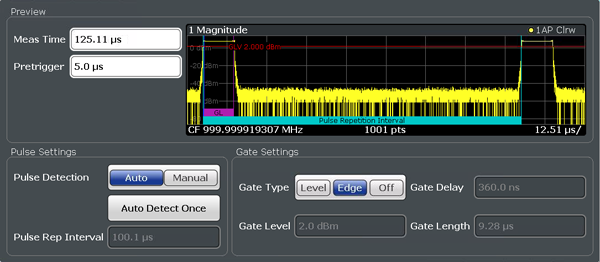 Preview
Meas Time 125.11 µs
Pretrigger 5.0 µs
1 Magnitude 1AP Clrw
0 dBm GLV 2.000 dBm
-20 dBm
-40 dBm
-60 dBm
GL
Pulse Repetition Interval
CF 999.999919307 MHz 1001 pts 12.51 µs/
Pulse Settings
Pulse Detection Auto Manual
Auto Detect Once
Pulse Rep Interval 100.1 µs
Gate Settings
Gate Type Level Edge Off Gate Delay 360.0 ns
Gate Level 2.0 dBm Gate Length 9.28 µs